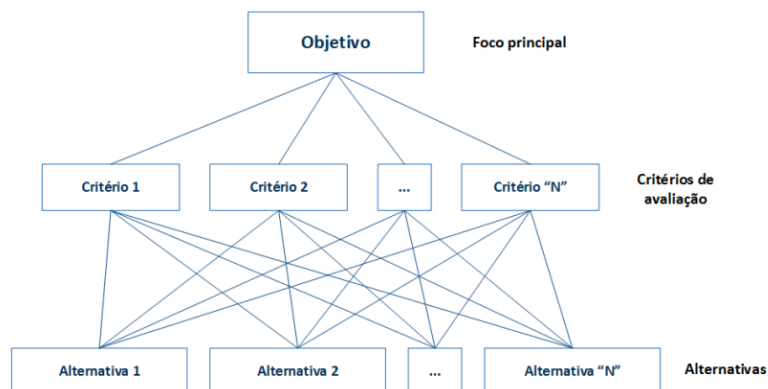 Objetivo
Foco principal
Critério 1
Critério 2
...
Critério “N”
Critérios de
avaliação
Alternativa 1
Alternativa 2
...
Alternativa “N”
Alternativas